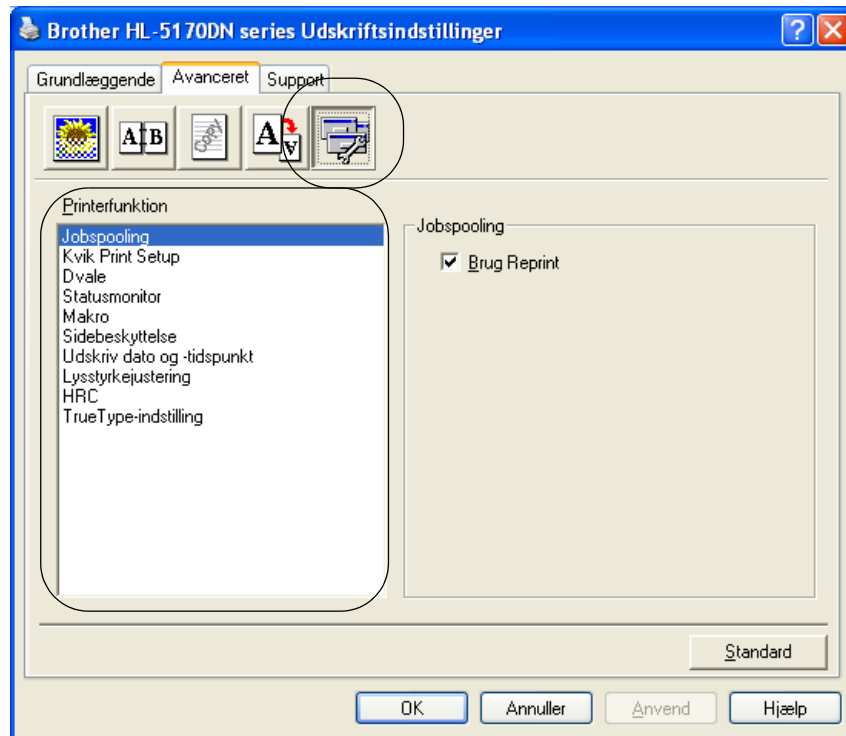 Brother HL-5170DN series Udskriftsindstillinger
Grundlæggende Avanceret Support
A B COPY A A
Printerfunktion
Jobspooling
Kvik Print Setup
Dvale
Statusmonitor
Makro
Sidebeskyttelse
Udskriv dato og -tidspunkt
Lysstyrkejustering
HRC
TrueType-indstilling
Jobspooling
Brug Reprint
Standard
OK Annuller Anvend Hjælp